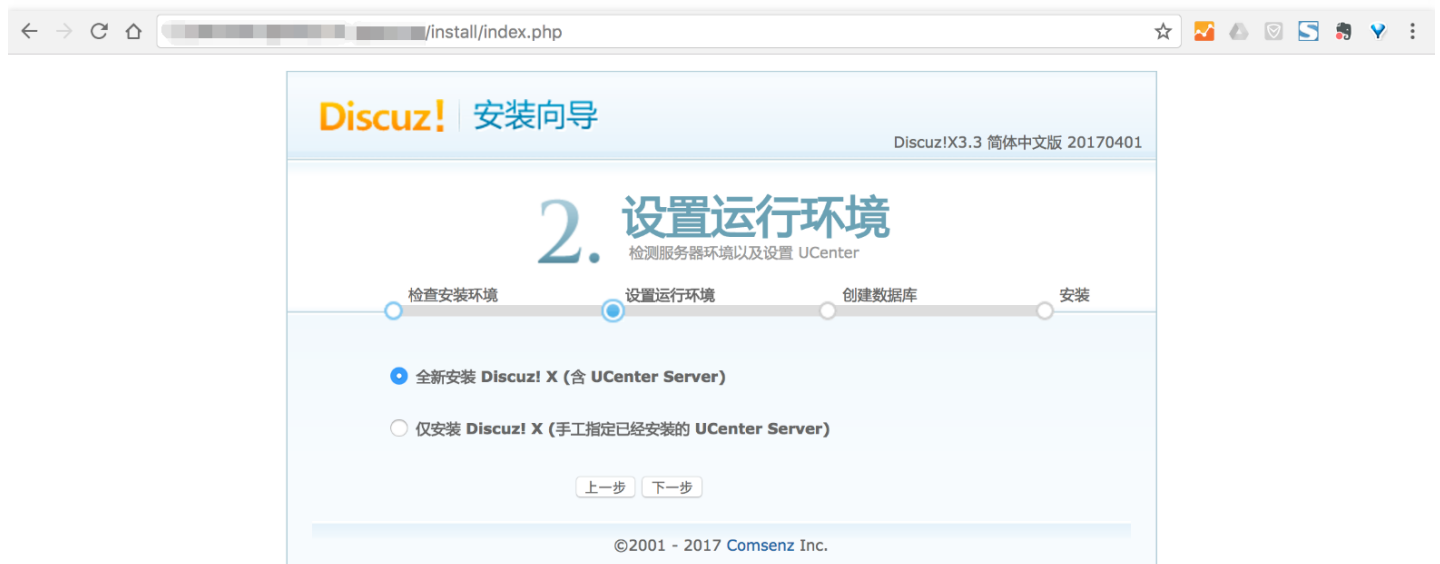 /install/index.php
Discuz! 安装向导
Discuz!X3.3 简体中文版 20170401
2. 设置运行环境
检测服务器环境以及设置 UCenter
检查安装环境 设置运行环境 创建数据库 安装
全新安装 Discuz! X (含 UCenter Server)
仅安装 Discuz! X (手工指定已经安装的 UCenter Server)
上一步 下一步
©2001 - 2017 Comsenz Inc.